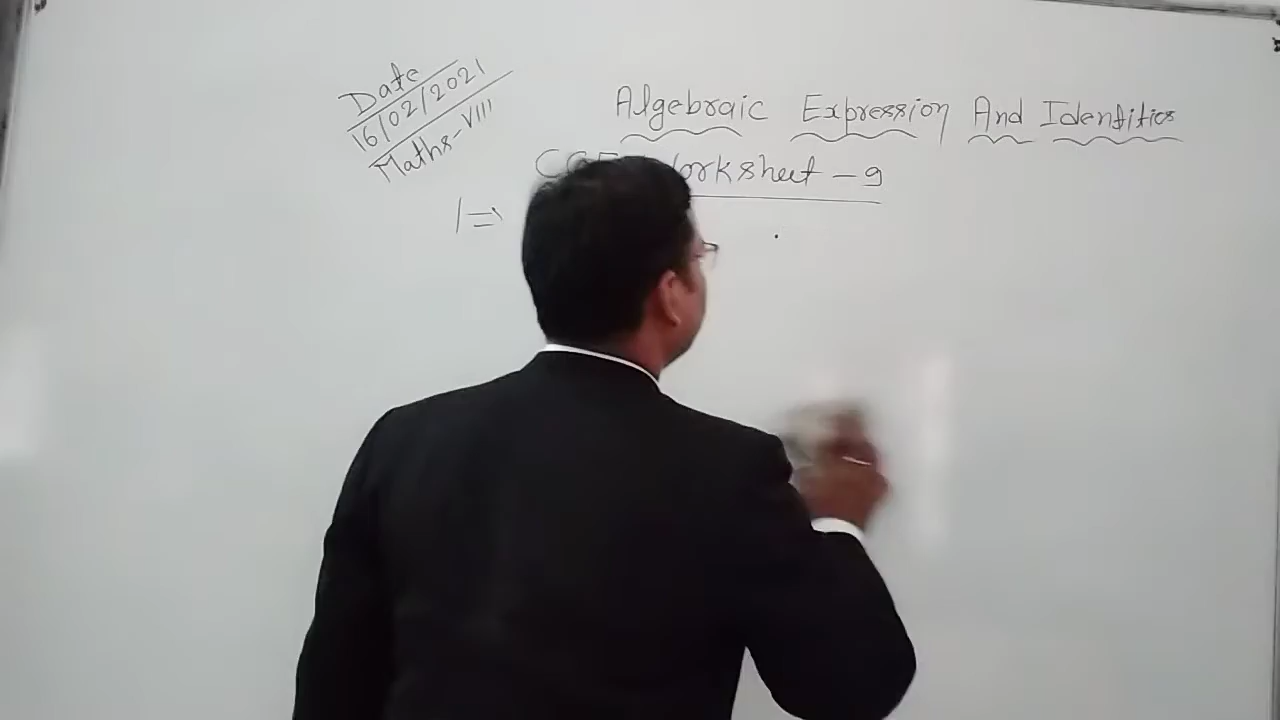 Date
16/02/2021
Maths-VIII
Algebraic Expression And Identities
Worksheet - 9
1 ⇒